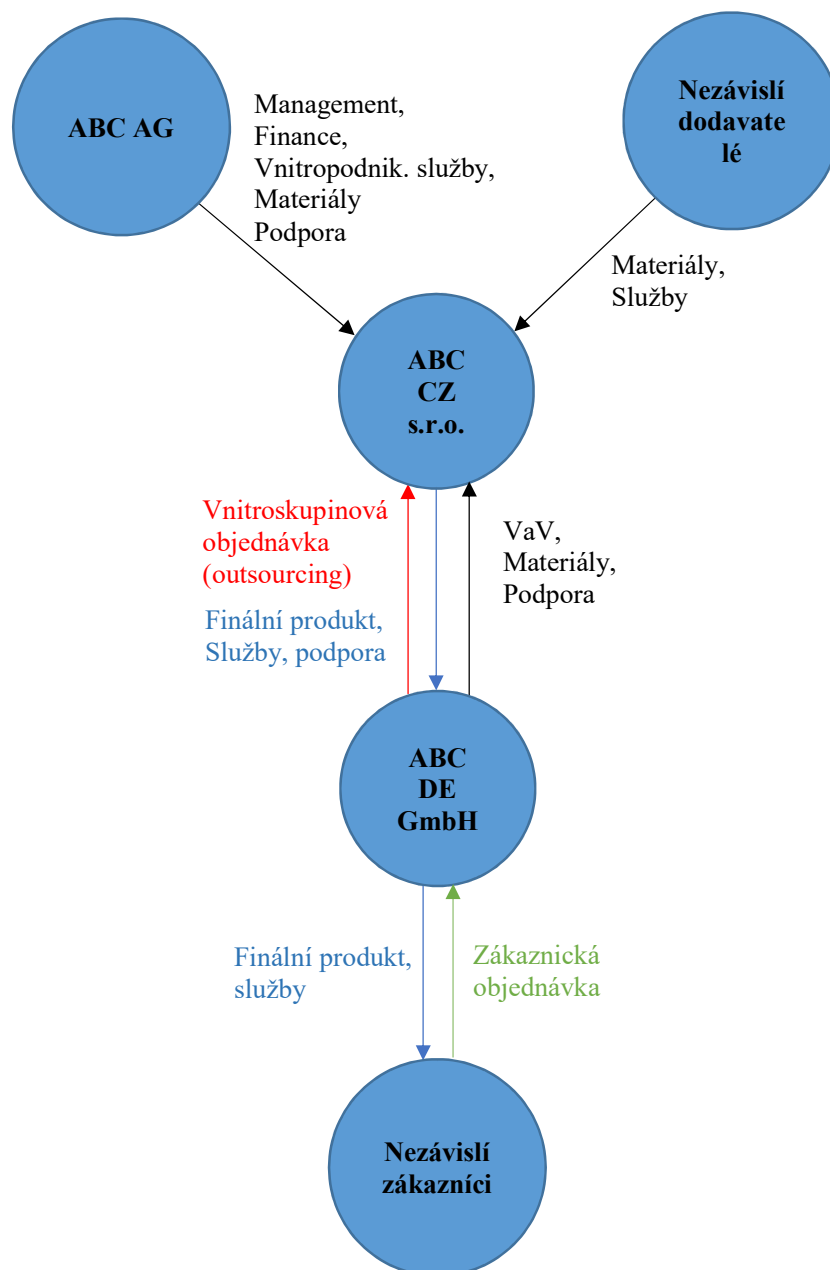 ABC AG
Management,
Finance,
Vnitropodnik. služby,
Materiály
Podpora
Nezávislí
dodavate
lé
Materiály,
Služby
ABC
CZ
s.r.o.
Vnitroskupinová
objednávka
(outsourcing)
Finální produkt,
Služby, podpora
VaV,
Materiály,
Podpora
ABC
DE
GmbH
Finální produkt,
služby
Zákaznická
objednávka
Nezávislí
zákazníci